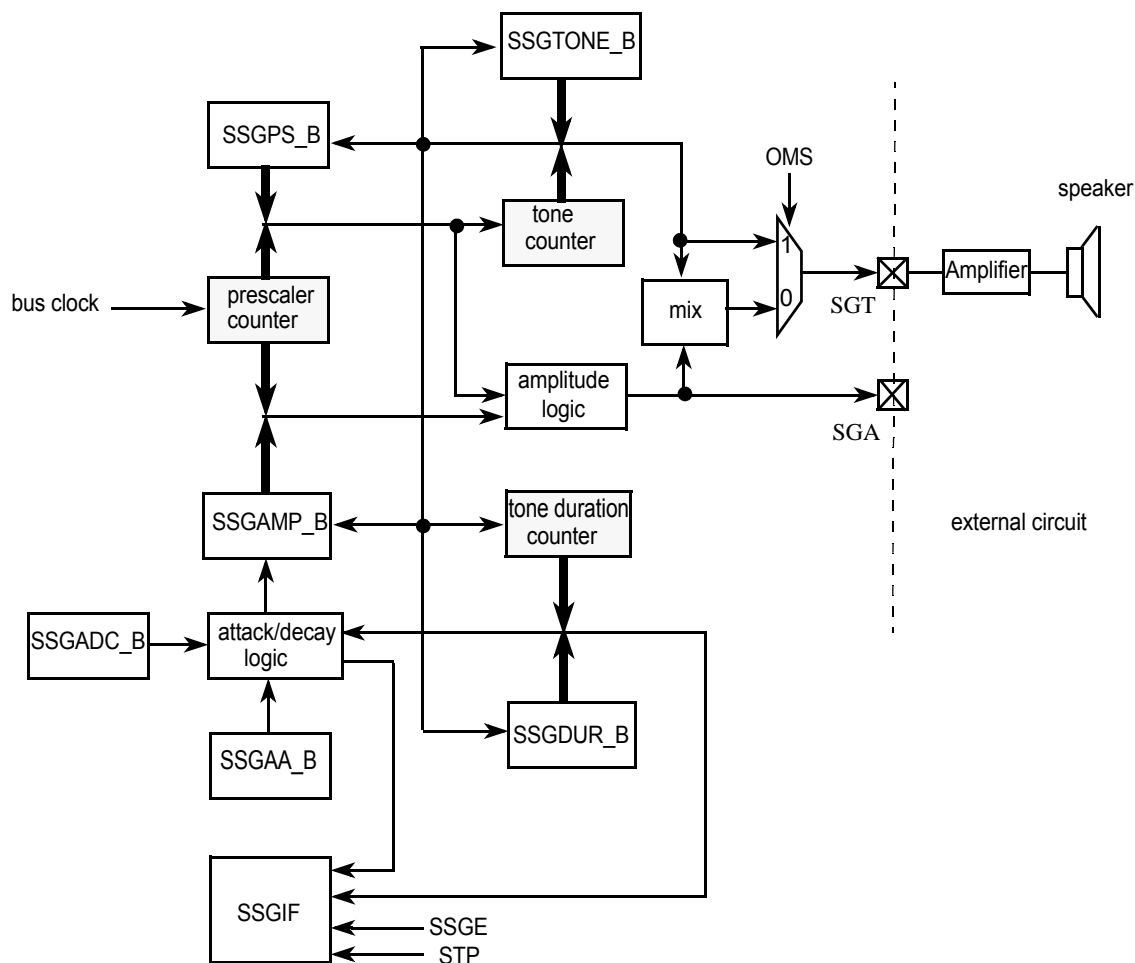 SSGTONE_B
SSGPS_B
OMS
speaker
tone
counter
1
bus clock
prescaler
counter
mix
0
SGT
Amplifier
amplitude
logic
SGA
SSGAMP_B
tone duration
counter
external circuit
SSGADC_B
attack/decay
logic
SSGDUR_B
SSGAA_B
SSGIF
SSGE
STP